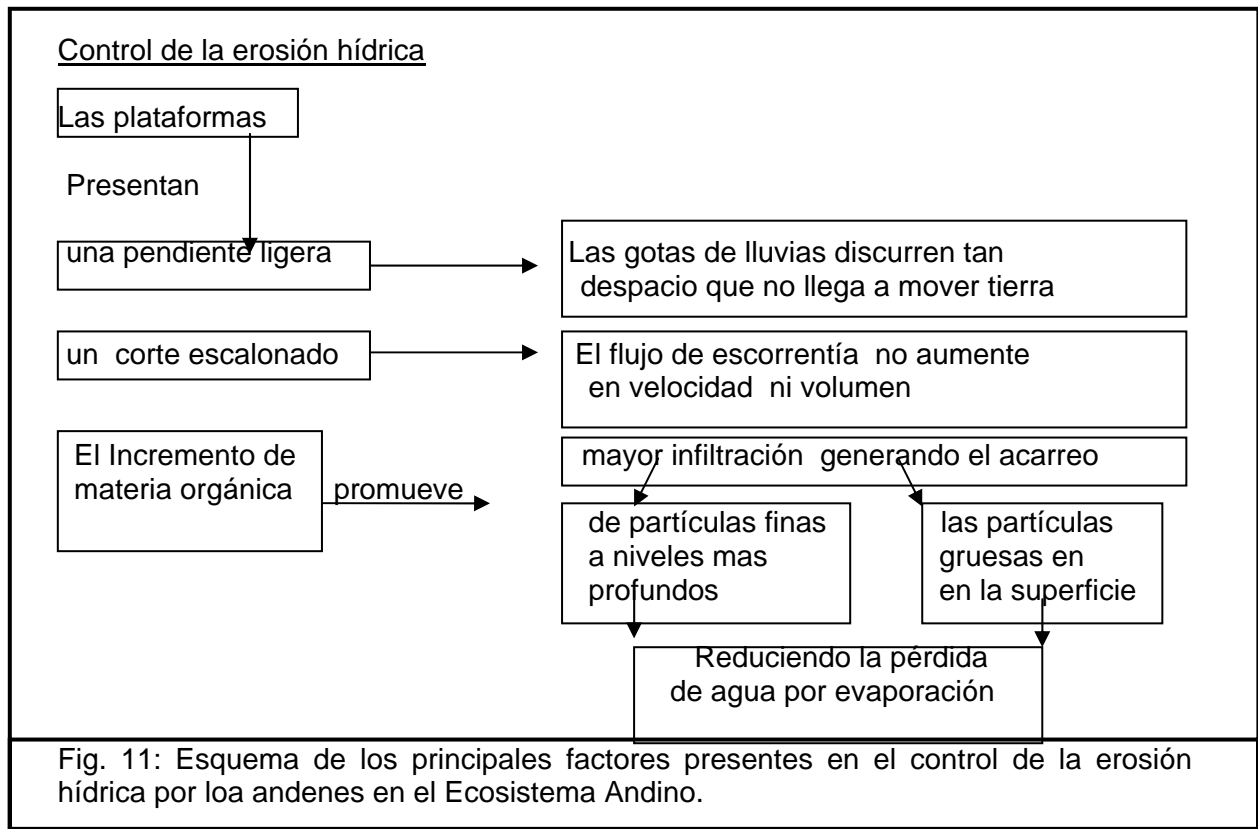 Control de la erosión hídrica
Las plataformas
Presentan
una pendiente ligera
Las gotas de lluvias discurren tan
despacio que no llega a mover tierra
un corte escalonado
El flujo de escorrentía no aumente
en velocidad ni volumen
El Incremento de
materia orgánica
promueve
mayor infiltración generando el acarreo
de partículas finas
a niveles mas
profundos
las partículas
gruesas en
en la superficie
Reduciendo la pérdida
de agua por evaporación
Fig. 11: Esquema de los principales factores presentes en el control de la erosión
hídrica por loa andenes en el Ecosistema Andino.